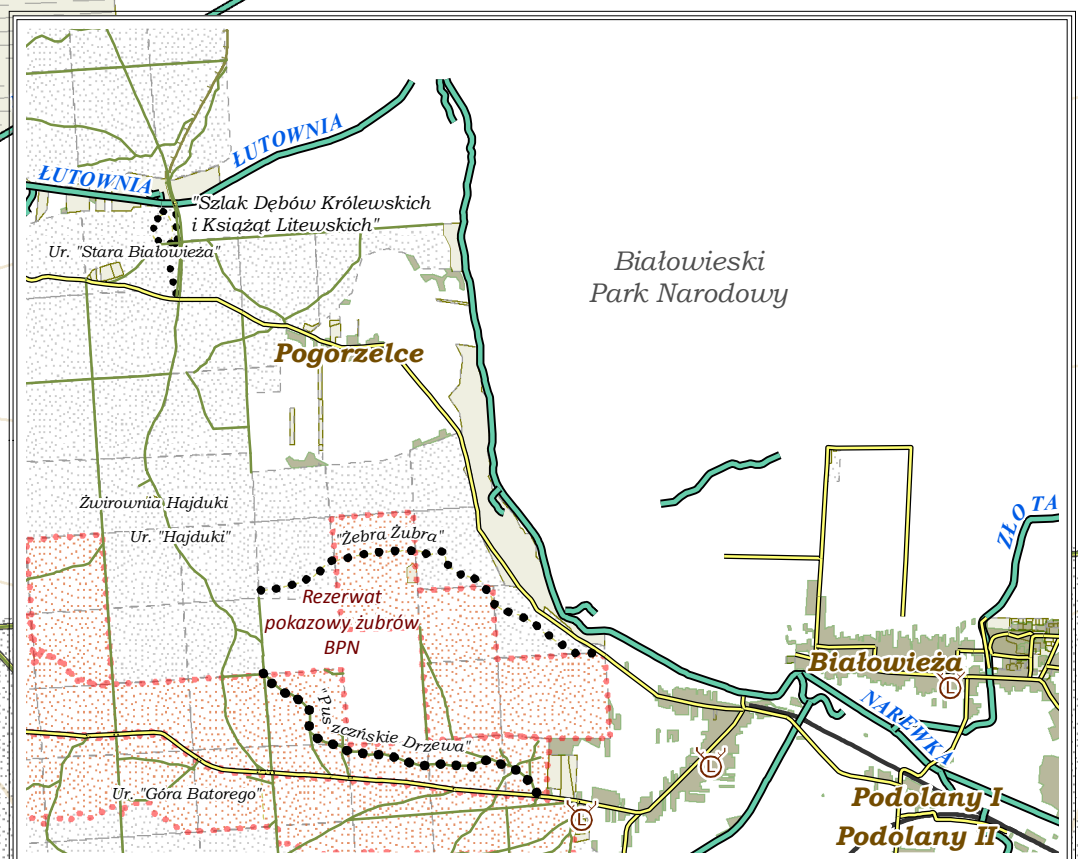 ŁUTOWNIA
ŁUTOWNIA
"Szlak Dębów Królewskich
i Książąt Litewskich"
Ur. "Stara Białowieża"
Białowieski
Park Narodowy
Pogorzelce
Żwirownia Hajduki
Ur. "Hajduki"
"Żebra Żubra"
ZŁOTA
Rezerwat
pokazowy żubrów
BPN
Białowieża
L
"Puszczńskie Drzewa"
NAREWKA
L
Ur. "Góra Batorego"
L
Podolany I
Podolany II